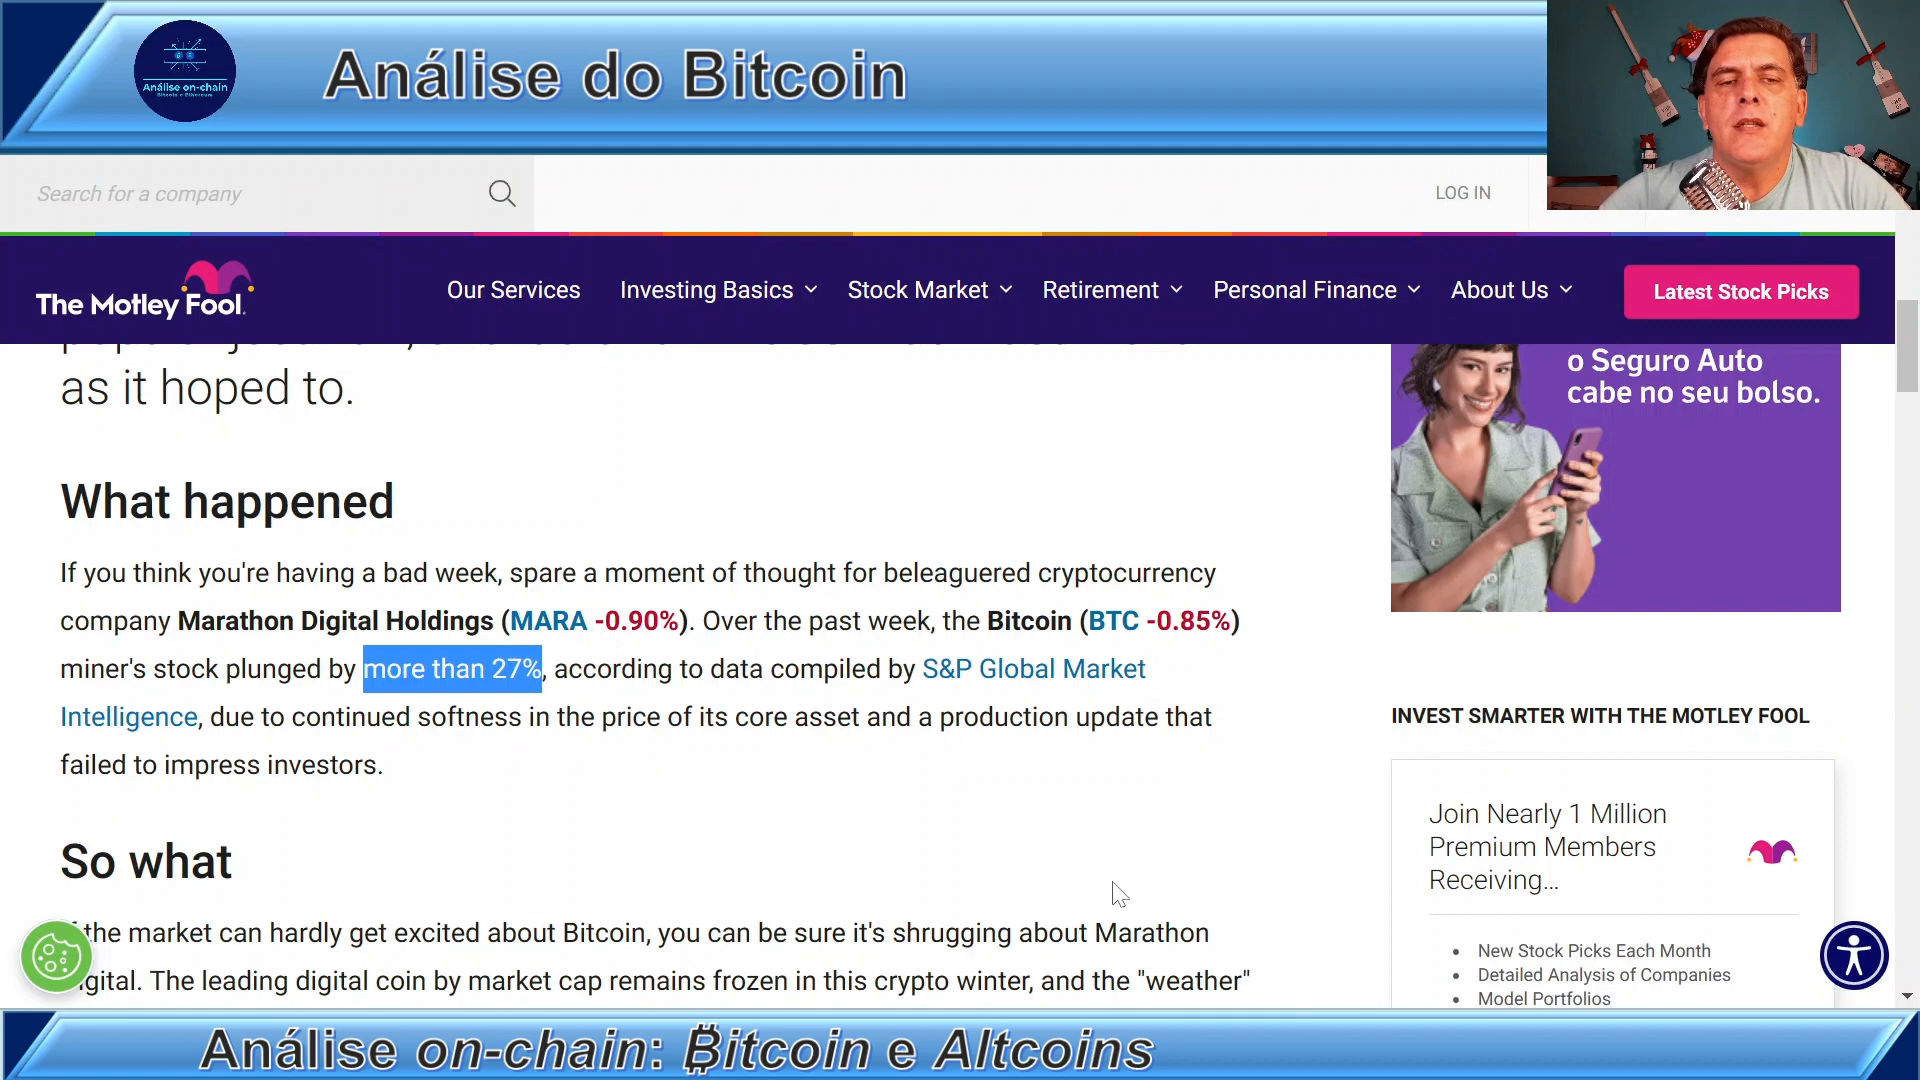 Análise on-chain
Bitcoin e Ethereum
Análise do Bitcoin
Search for a company
LOG IN
The Motley Fool.
Our Services
Investing Basics
Stock Market
Retirement
Personal Finance
About Us
Latest Stock Picks
as it hoped to.
What happened
If you think you're having a bad week, spare a moment of thought for beleaguered cryptocurrency
company Marathon Digital Holdings (MARA -0.90%). Over the past week, the Bitcoin (BTC -0.85%)
miner's stock plunged by more than 27%, according to data compiled by S&P Global Market
Intelligence, due to continued softness in the price of its core asset and a production update that
failed to impress investors.
So what
the market can hardly get excited about Bitcoin, you can be sure it's shrugging about Marathon
igital. The leading digital coin by market cap remains frozen in this crypto winter, and the "weather"
o Seguro Auto
cabe no seu bolso.
INVEST SMARTER WITH THE MOTLEY FOOL
Join Nearly 1 Million
Premium Members
Receiving...
• New Stock Picks Each Month
• Detailed Analysis of Companies
• Model Portfolios
Análise on-chain: ₿itcoin e Altcoins